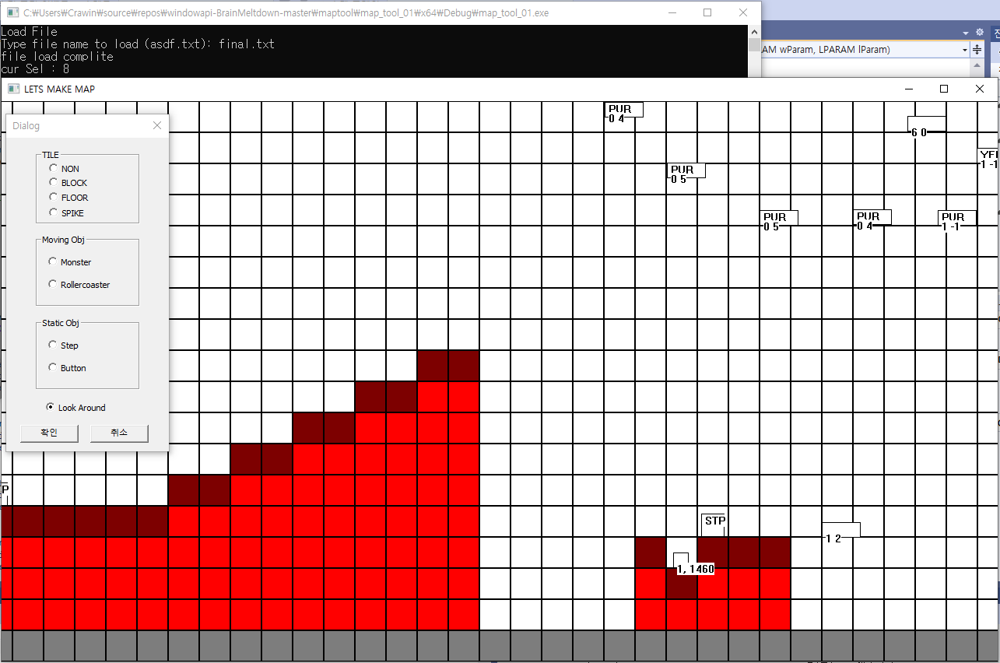 C:₩Users₩Crawin₩source₩repos₩windowapi-BrainMeltdown-master₩maptool₩map_tool_01₩x64₩Debug₩map_tool_01.exe
Load File
Type file name to load (asdf.txt): final.txt
file load complite
cur Sel : 8
AM wParam, LPARAM lParam)
LETS MAKE MAP
Dialog
TILE
NON
BLOCK
FLOOR
SPIKE
Moving Obj
Monster
Rollercoaster
Static Obj
Step
Button
Look Around
확인
취소
PUR
0 4
6 0
YFI
1 -1
PUR
0 5
PUR
0 5
PUR
0 4
PUR
1 -1
P
STP
1 2
1, 1460